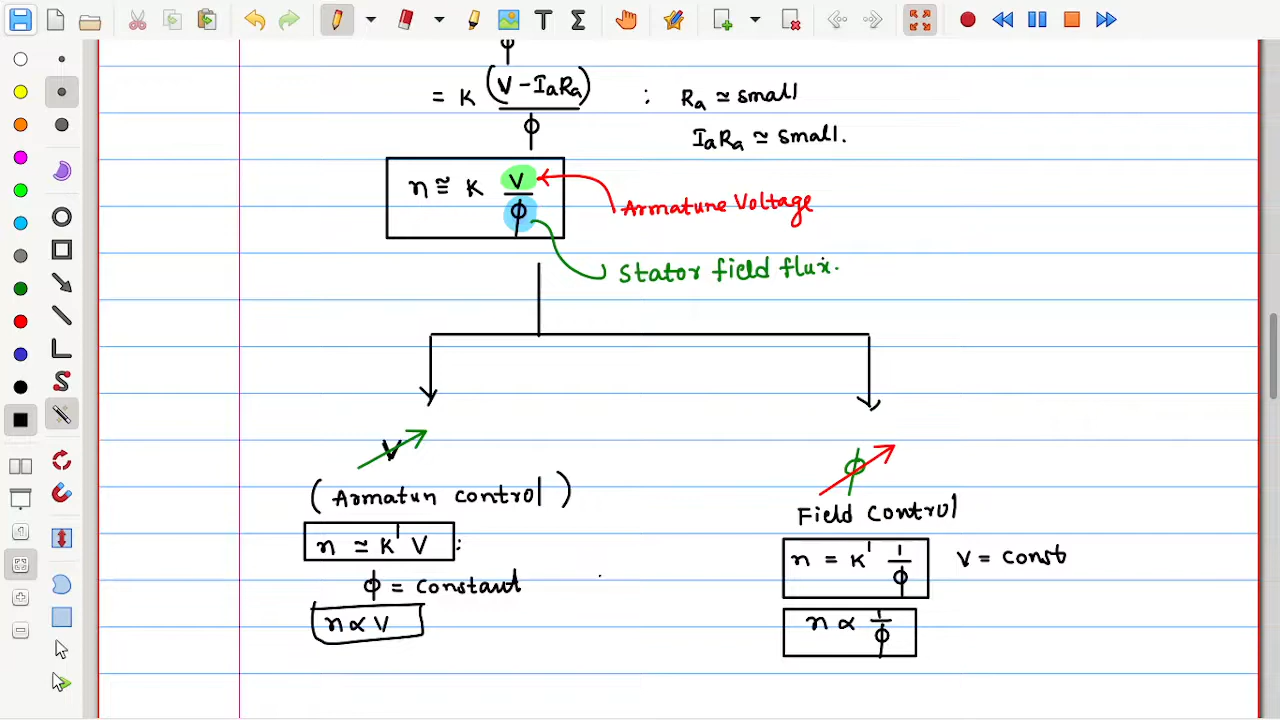 ϕ
= K (V - IaRa) / ϕ : Ra ≃ small
IaRa ≃ small.
n ≅ K V / ϕ
Armature Voltage
Stator field flux.
V
ϕ
(Armatun control)
Field Control
n ≃ K' V :
n = K' 1/ϕ V = const
ϕ = Constant
n ∝ V
n ∝ 1/ϕ